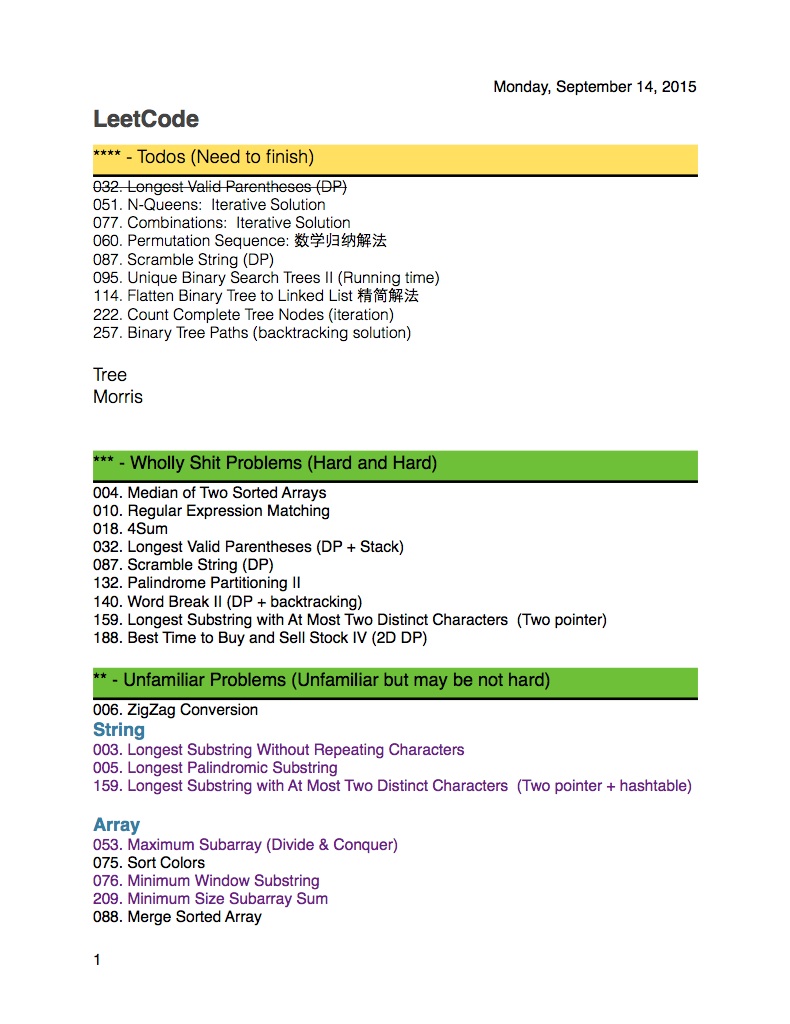 Monday, September 14, 2015
LeetCode
**** - Todos (Need to finish)
032. Longest Valid Parentheses (DP)
051. N-Queens:  Iterative Solution
077. Combinations:  Iterative Solution
060. Permutation Sequence: 数学归纳解法
087. Scramble String (DP)
095. Unique Binary Search Trees II (Running time)
114. Flatten Binary Tree to Linked List 精简解法
222. Count Complete Tree Nodes (iteration)
257. Binary Tree Paths (backtracking solution)
Tree
Morris
*** - Wholly Shit Problems (Hard and Hard)
004. Median of Two Sorted Arrays
010. Regular Expression Matching
018. 4Sum
032. Longest Valid Parentheses (DP + Stack)
087. Scramble String (DP)
132. Palindrome Partitioning II
140. Word Break II (DP + backtracking)
159. Longest Substring with At Most Two Distinct Characters  (Two pointer)
188. Best Time to Buy and Sell Stock IV (2D DP)
** - Unfamiliar Problems (Unfamiliar but may be not hard)
006. ZigZag Conversion
String
003. Longest Substring Without Repeating Characters
005. Longest Palindromic Substring
159. Longest Substring with At Most Two Distinct Characters  (Two pointer + hashtable)
Array
053. Maximum Subarray (Divide & Conquer)
075. Sort Colors
076. Minimum Window Substring
209. Minimum Size Subarray Sum
088. Merge Sorted Array
1